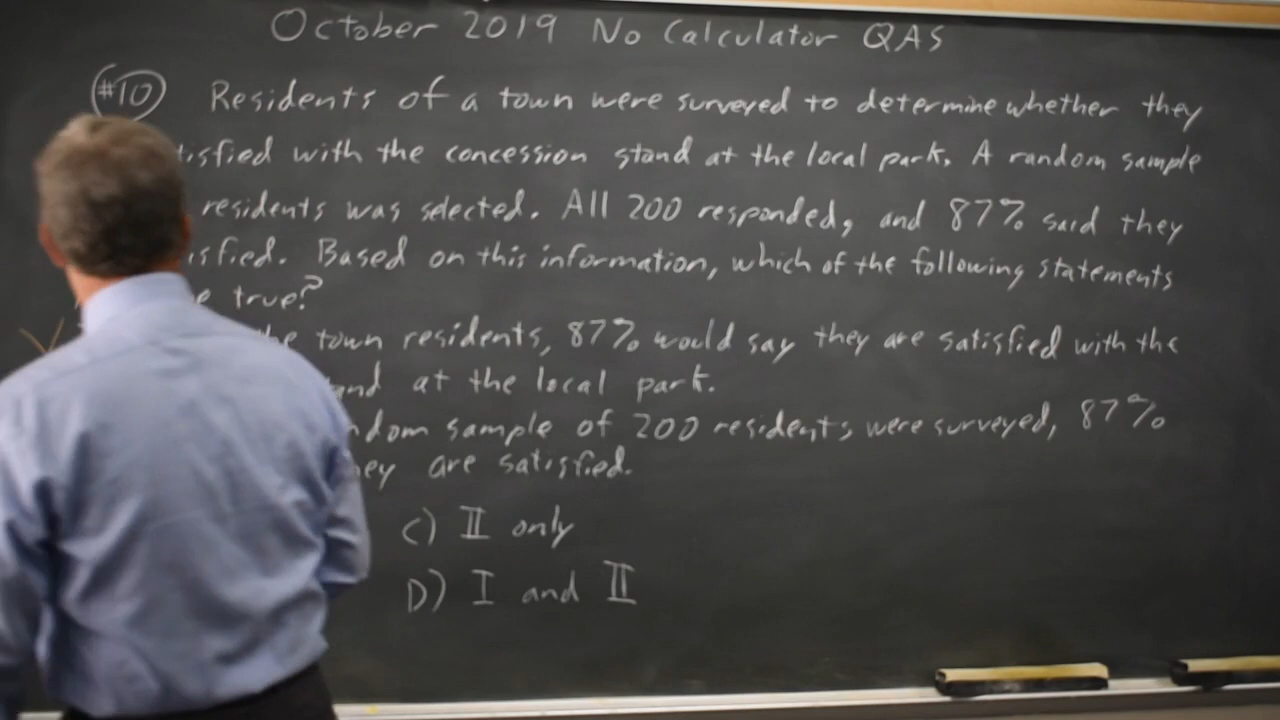 October 2019 No Calculator QAS
#10 Residents of a town were surveyed to determine whether they
tisfied with the concession stand at the local park. A random sample
residents was selected. All 200 responded, and 87% said they
isfied. Based on this information, which of the following statements
e true?
he town residents, 87% would say they are satisfied with the
and at the local park.
ndom sample of 200 residents were surveyed, 87%
hey are satisfied.
C) II only
D) I and II